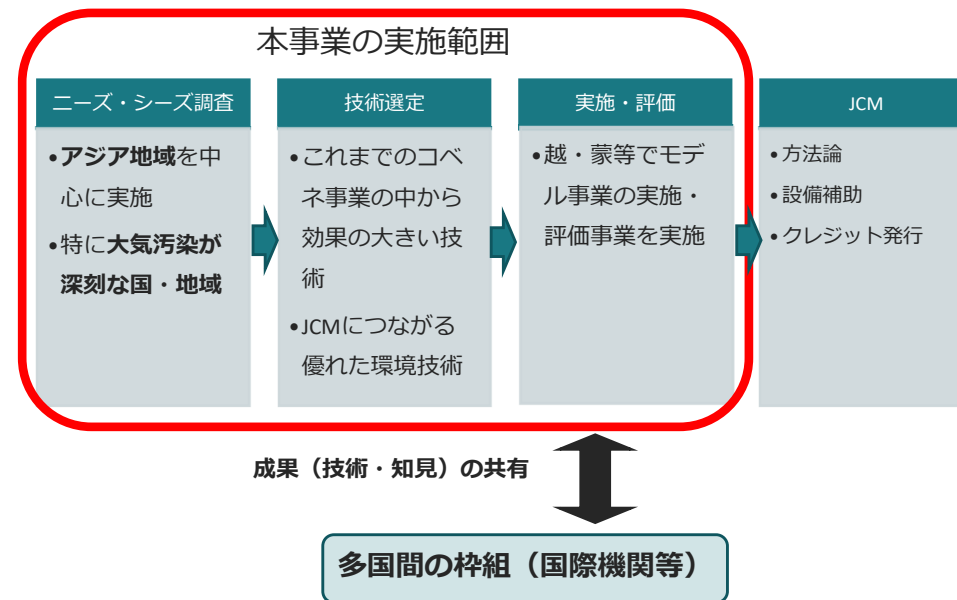 本事業の実施範囲
ニーズ・シーズ調査
•アジア地域を中
心に実施
•特に大気汚染が
深刻な国・地域
技術選定
•これまでのコベ
ネ事業の中から
効果の大きい技
術
•JCMにつながる
優れた環境技術
実施・評価
•越・蒙等でモデ
ル事業の実施・
評価事業を実施
JCM
•方法論
•設備補助
•クレジット発行
成果（技術・知見）の共有
多国間の枠組（国際機関等）